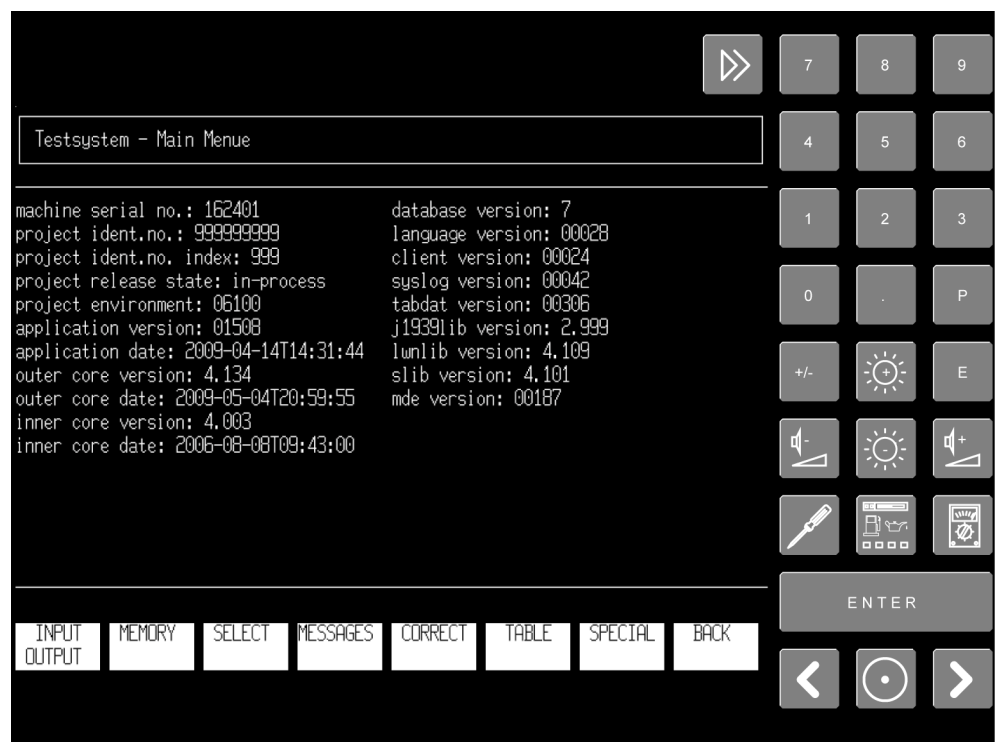 Testsystem - Main Menue
machine serial no.: 162401
project ident.no.: 999999999
project ident.no. index: 999
project release state: in-process
project environment: 06100
application version: 01508
application date: 2009-04-14T14:31:44
outer core version: 4.134
outer core date: 2009-05-04T20:59:55
inner core version: 4.003
inner core date: 2006-08-08T09:43:00
database version: 7
language version: 00028
client version: 00024
syslog version: 00042
tabdat version: 00306
j1939lib version: 2.999
lwnlib version: 4.109
slib version: 4.101
mde version: 00187
INPUT
OUTPUT
MEMORY
SELECT
MESSAGES
CORRECT
TABLE
SPECIAL
BACK
7 8 9
4 5 6
1 2 3
0 . P
+/- + E
- - +
ENTER